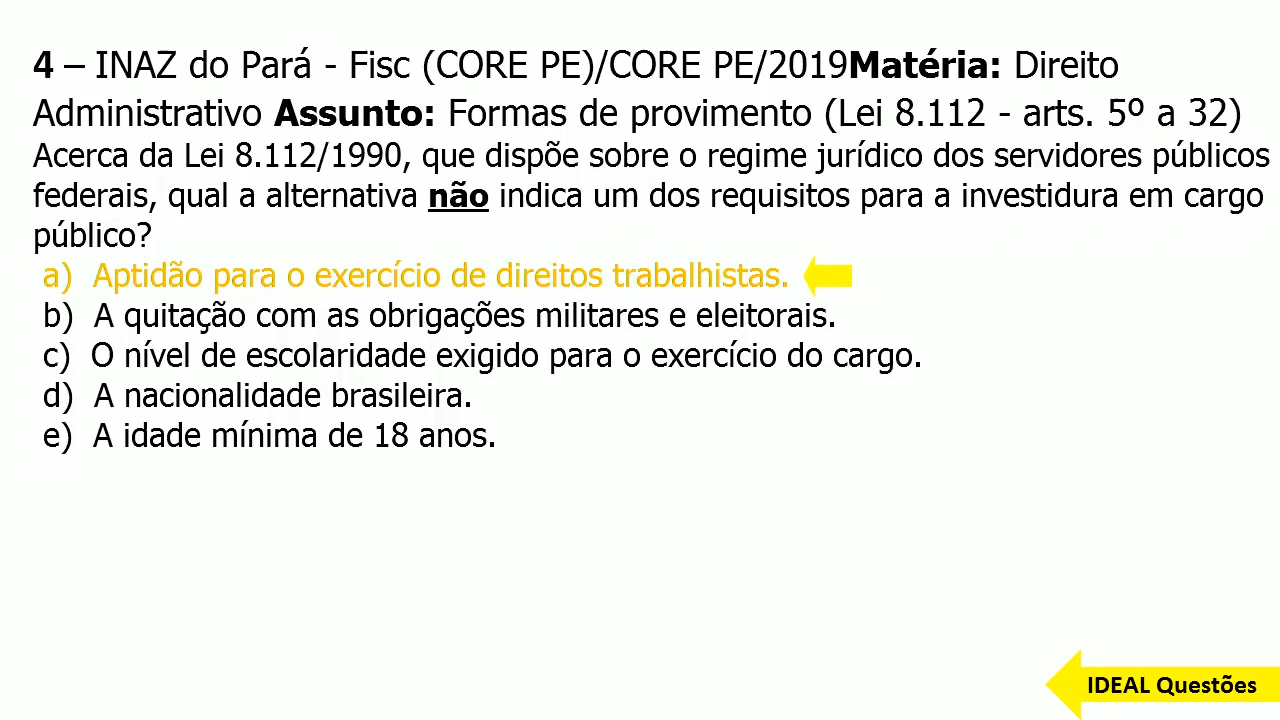 4 – INAZ do Pará - Fisc (CORE PE)/CORE PE/2019Matéria: Direito
Administrativo Assunto: Formas de provimento (Lei 8.112 - arts. 5º a 32)
Acerca da Lei 8.112/1990, que dispõe sobre o regime jurídico dos servidores públicos
federais, qual a alternativa não indica um dos requisitos para a investidura em cargo
público?
a) Aptidão para o exercício de direitos trabalhistas.
b) A quitação com as obrigações militares e eleitorais.
c) O nível de escolaridade exigido para o exercício do cargo.
d) A nacionalidade brasileira.
e) A idade mínima de 18 anos.
IDEAL Questões